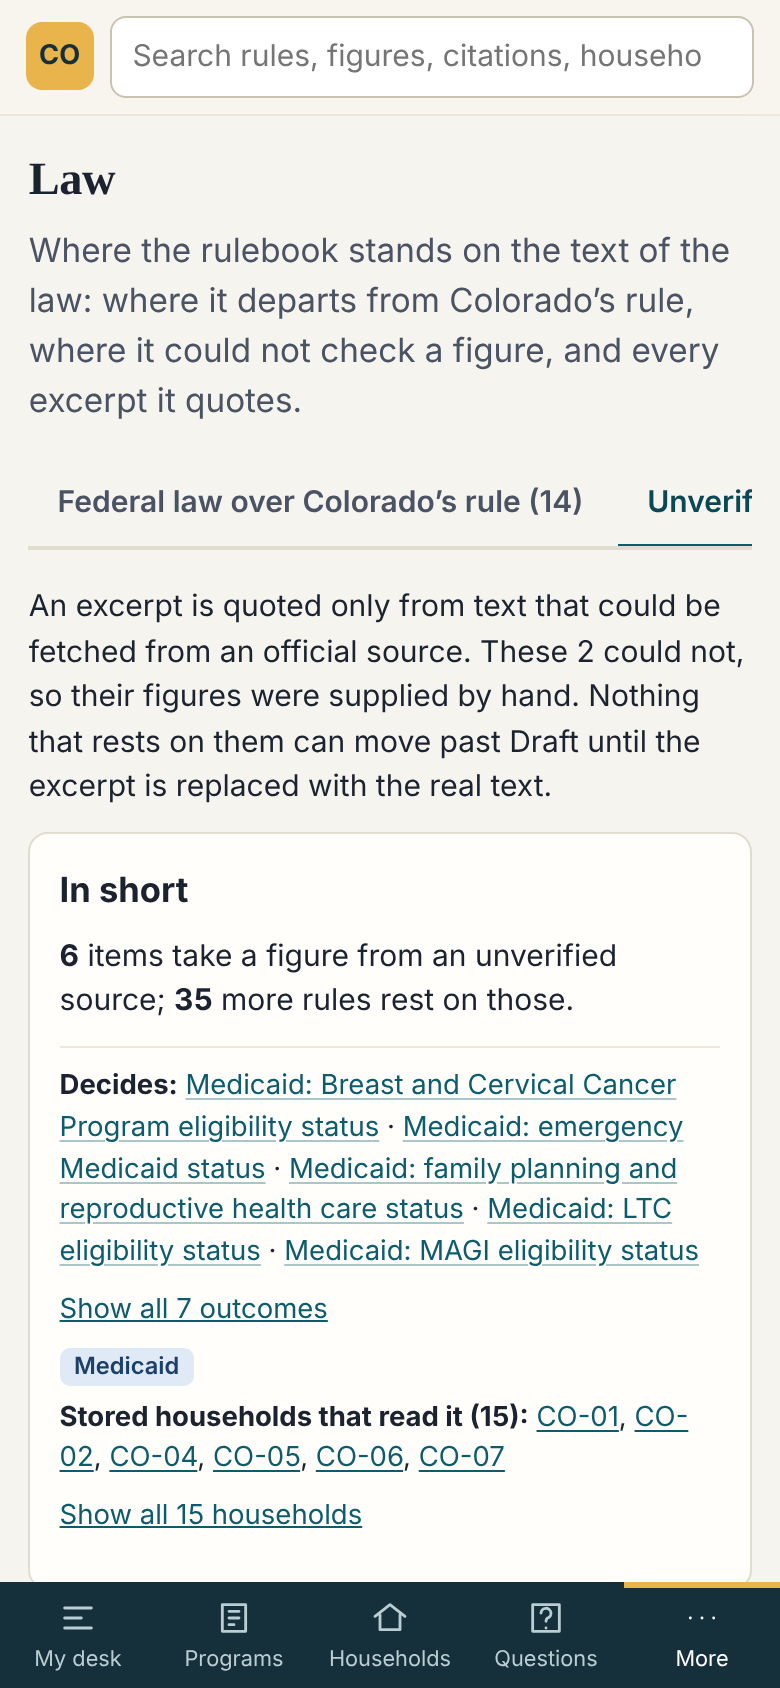 CO
Search rules, figures, citations, househo
Law
Where the rulebook stands on the text of the
law: where it departs from Colorado’s rule,
where it could not check a figure, and every
excerpt it quotes.
Federal law over Colorado’s rule (14)
Unverif
An excerpt is quoted only from text that could be
fetched from an official source. These 2 could not,
so their figures were supplied by hand. Nothing
that rests on them can move past Draft until the
excerpt is replaced with the real text.
In short
6 items take a figure from an unverified
source; 35 more rules rest on those.
Decides: Medicaid: Breast and Cervical Cancer
Program eligibility status · Medicaid: emergency
Medicaid status · Medicaid: family planning and
reproductive health care status · Medicaid: LTC
eligibility status · Medicaid: MAGI eligibility status
Show all 7 outcomes
Medicaid
Stored households that read it (15): CO-01, CO-
02, CO-04, CO-05, CO-06, CO-07
Show all 15 households
My desk
Programs
Households
Questions
More